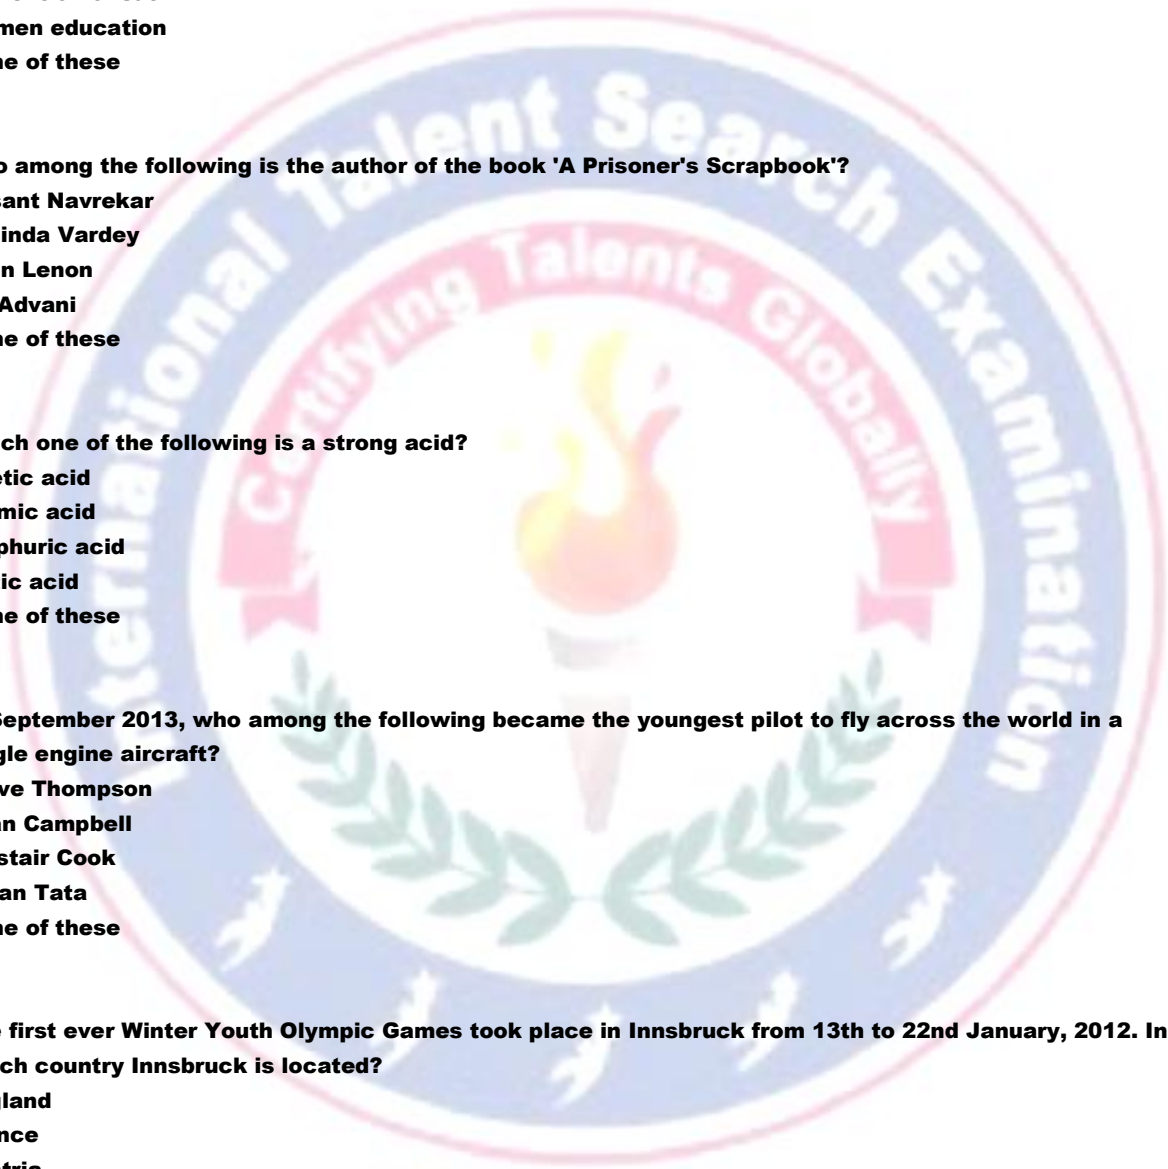 men education
ne of these
o among the following is the author of the book 'A Prisoner's Scrapbook'?
sant Navrekar
inda Vardey
n Lenon
Advani
ne of these
ch one of the following is a strong acid?
etic acid
mic acid
phuric acid
ic acid
ne of these
September 2013, who among the following became the youngest pilot to fly across the world in a
gle engine aircraft?
ve Thompson
an Campbell
stair Cook
an Tata
ne of these
e first ever Winter Youth Olympic Games took place in Innsbruck from 13th to 22nd January, 2012. In
ch country Innsbruck is located?
gland
nce
International Talent Search Examination
Certifying Talents Globally